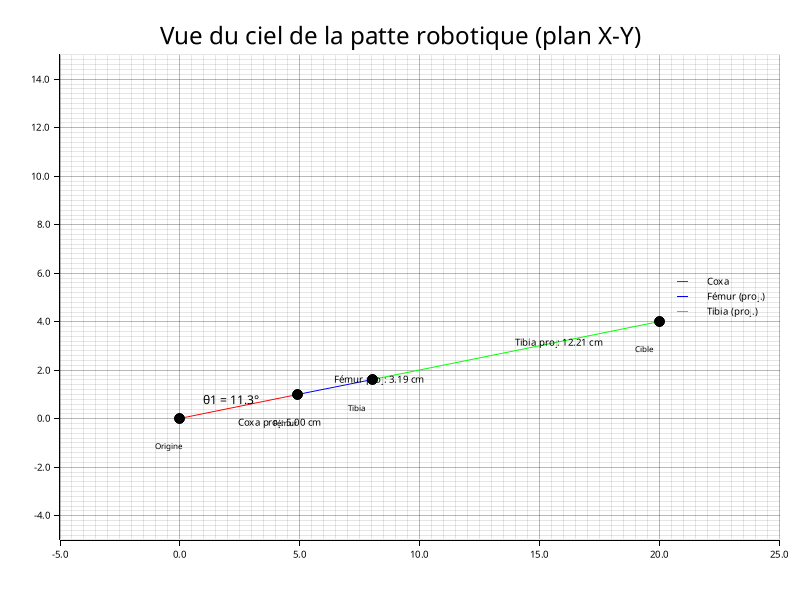 Vue du ciel de la patte robotique (plan X-Y)
14.0
12.0
10.0
8.0
6.0
4.0
2.0
0.0
-2.0
-4.0
-5.0
0.0
5.0
10.0
15.0
20.0
25.0
Coxa
Fémur (proj.)
Tibia (proj.)
Tibia proj.: 12.21 cm
Cible
Fémur proj.: 3.19 cm
Tibia
θ1 = 11.3°
Coxa proj.: 5.00 cm
Fémur
Origine